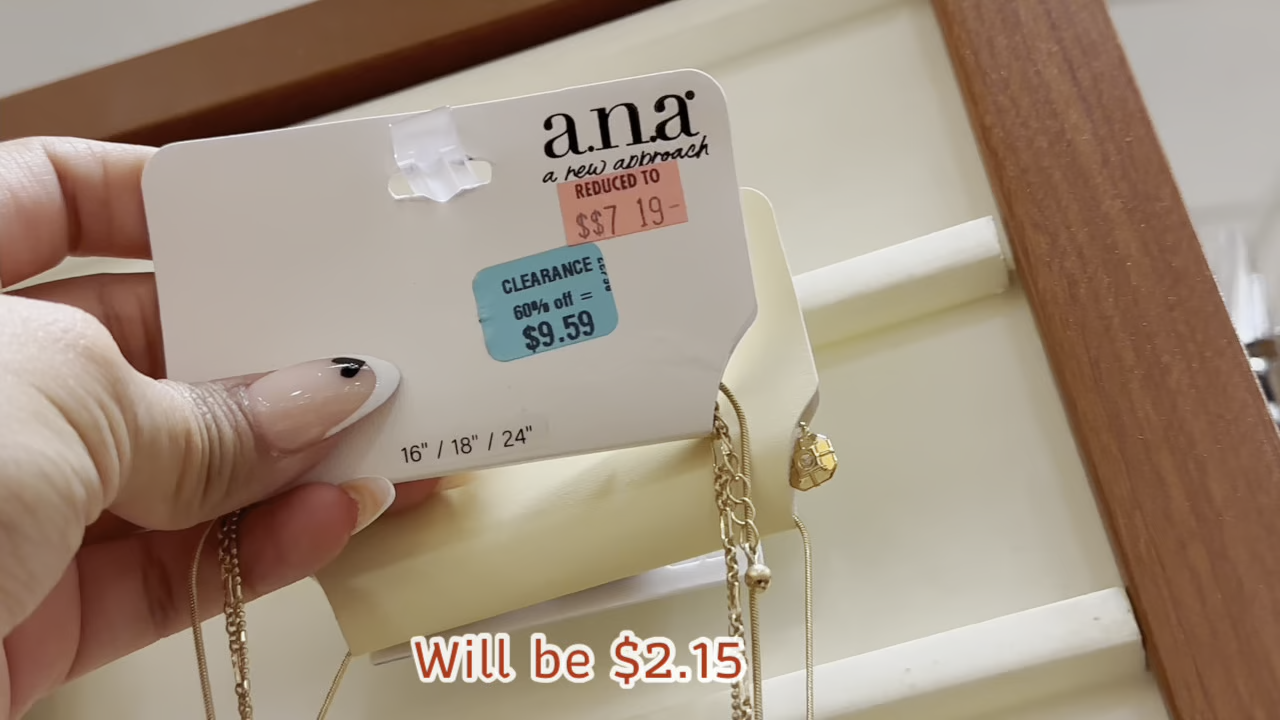 a.n.a
a new approach
REDUCED TO
$$7 19-
CLEARANCE
60% off =
$9.59
16" / 18" / 24"
Will be $2.15